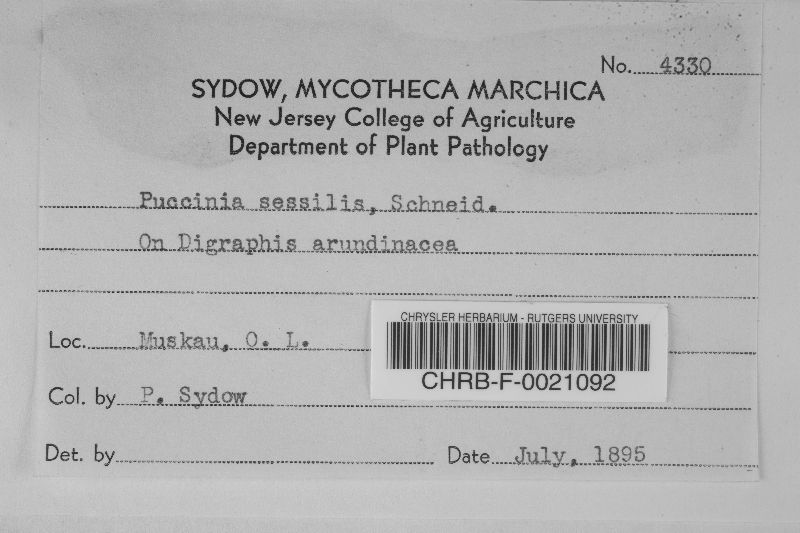 No. 4330
SYDOW, MYCOTHECA MARCHICA
New Jersey College of Agriculture
Department of Plant Pathology
Puccinia sessilis, Schneid.
On Digraphis arundinacea
Loc. Muskau, O. L.
CHRYSLER HERBARIUM - RUTGERS UNIVERSITY
CHRB-F-0021092
Col. by P. Sydow
Det. by
Date July, 1895